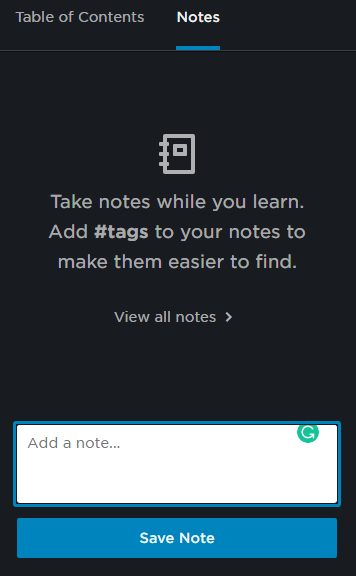 Table of Contents Notes
Take notes while you learn.
Add #tags to your notes to
make them easier to find.
View all notes
Add a note...
Save Note